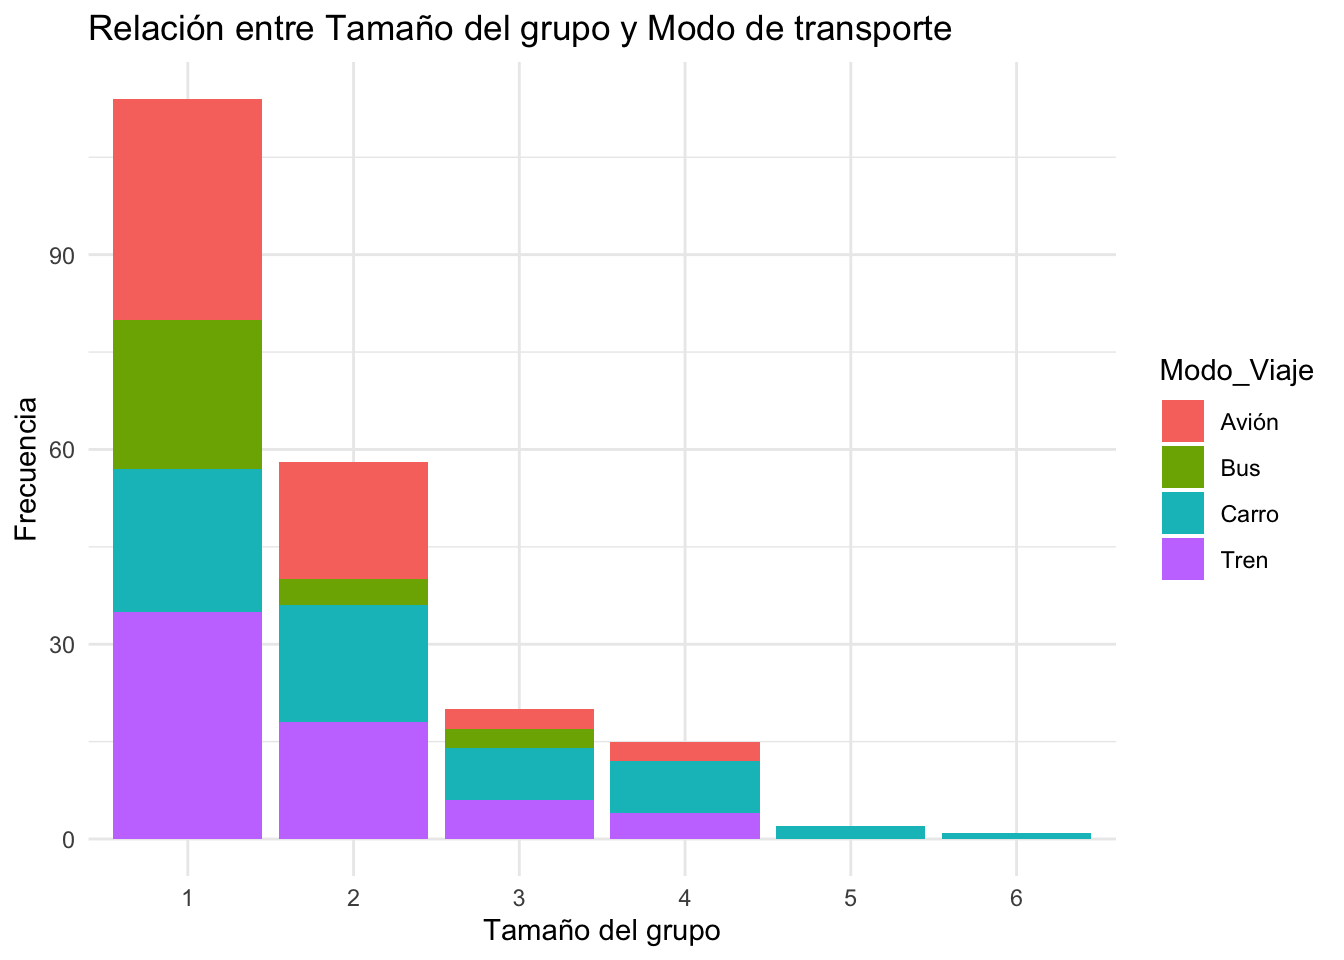 Relación entre Tamaño del grupo y Modo de transporte
90
60
30
0
Frecuencia
1 2 3 4 5 6
Tamaño del grupo
Modo_Viaje
Avión
Bus
Carro
Tren